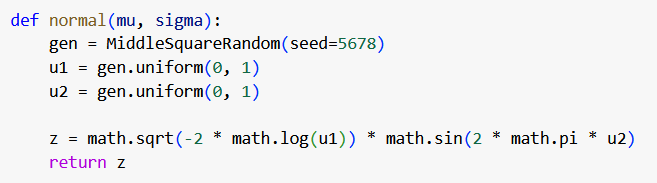 def normal(mu, sigma):
    gen = MiddleSquareRandom(seed=5678)
    u1 = gen.uniform(0, 1)
    u2 = gen.uniform(0, 1)

    z = math.sqrt(-2 * math.log(u1)) * math.sin(2 * math.pi * u2)
    return z